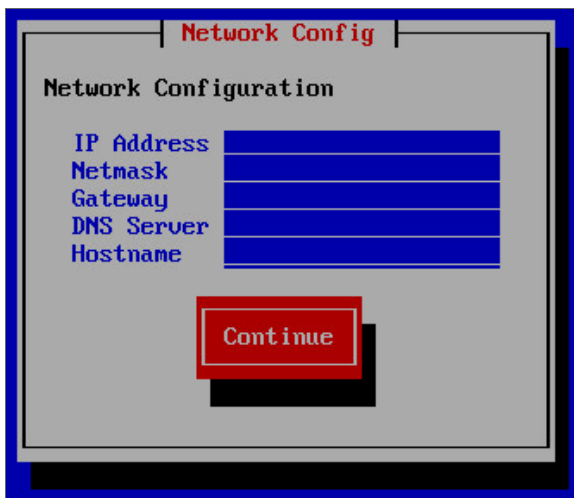 Network Config
Network Configuration
IP Address
Netmask
Gateway
DNS Server
Hostname
Continue